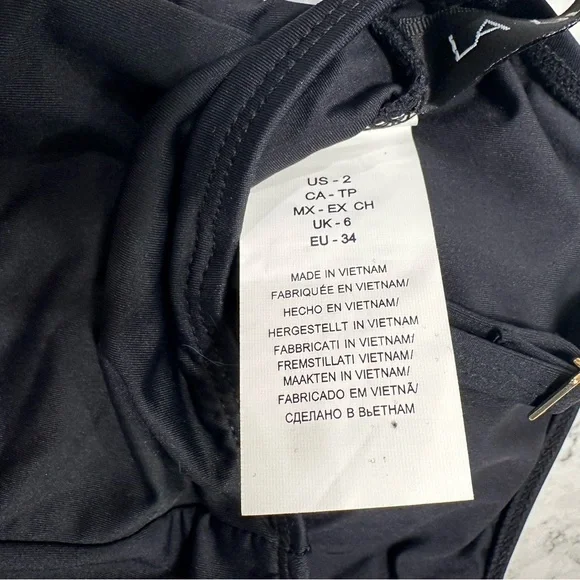 LA
US - 2
CA - TP
MX - EX CH
UK - 6
EU - 34
MADE IN VIETNAM
FABRIQUÉE EN VIETNAM/
HECHO EN VIETNAM/
HERGESTELLT IN VIETNAM/
FABBRICATI IN VIETNAM/
FREMSTILLATI VIETNAM/
MAAKTEN IN VIETNAM/
FABRICADO EM VIETNÃ/
СДЕЛАНО В ВЬЕТНАМ